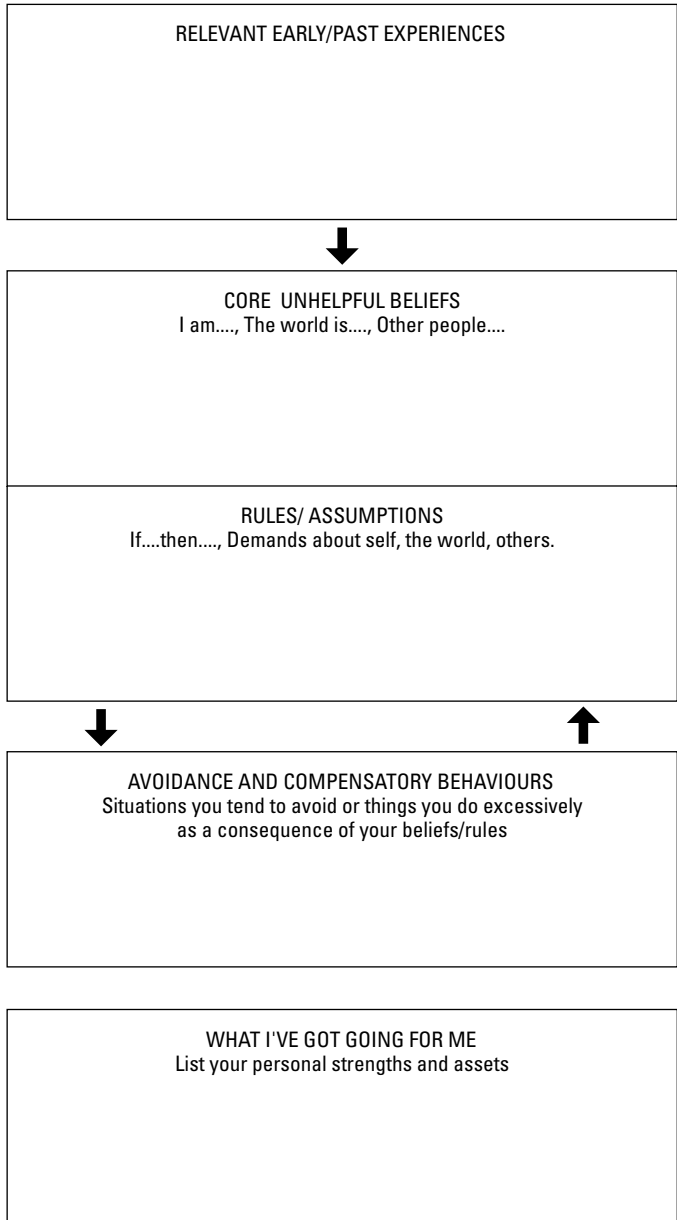 RELEVANT EARLY/PAST EXPERIENCES
CORE UNHELPFUL BELIEFS
I am...., The world is...., Other people....
RULES/ ASSUMPTIONS
If....then...., Demands about self, the world, others.
AVOIDANCE AND COMPENSATORY BEHAVIOURS
Situations you tend to avoid or things you do excessively
as a consequence of your beliefs/rules
WHAT I'VE GOT GOING FOR ME
List your personal strengths and assets